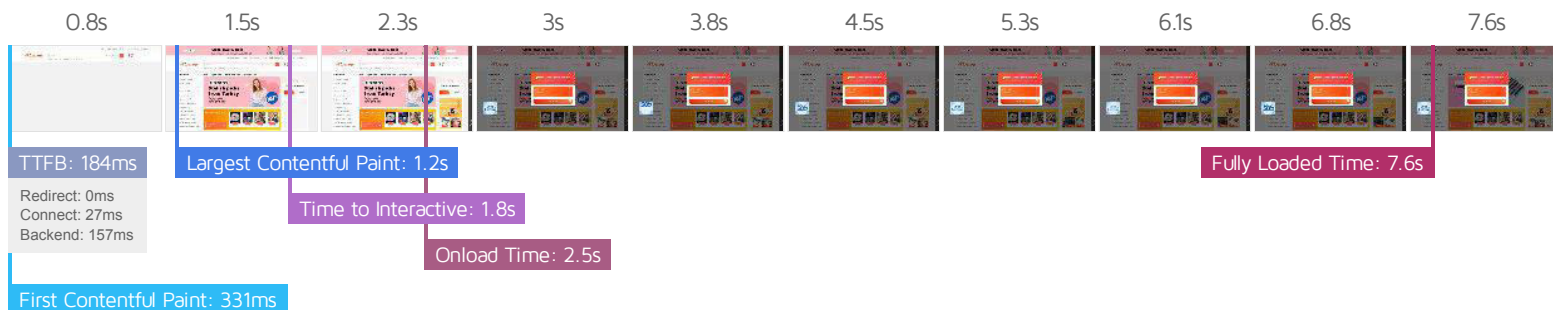 0.8s 1.5s 2.3s 3s 3.8s 4.5s 5.3s 6.1s 6.8s 7.6s
TTFB: 184ms
Largest Contentful Paint: 1.2s
Fully Loaded Time: 7.6s
Redirect: 0ms
Connect: 27ms
Backend: 157ms
Time to Interactive: 1.8s
Onload Time: 2.5s
First Contentful Paint: 331ms